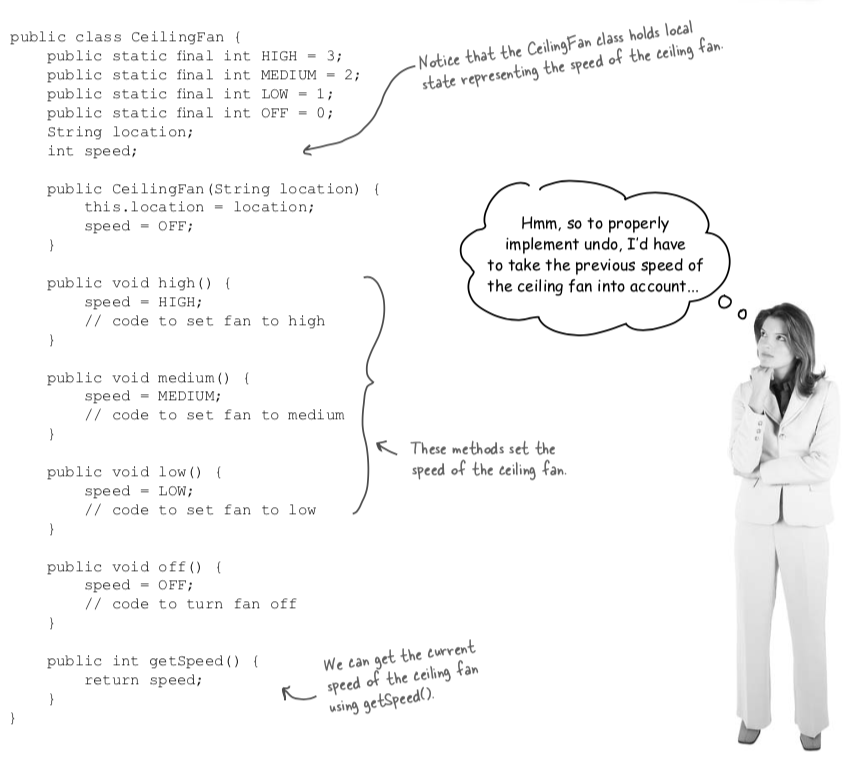 public class CeilingFan {
public static final int HIGH = 3;
public static final int MEDIUM = 2;
public static final int LOW = 1;
public static final int OFF = 0;
String location;
int speed;
Notice that the CeilingFan class holds local
state representing the speed of the ceiling fan.
public CeilingFan(String location) {
this.location = location;
speed = OFF;
}
Hmm, so to properly
implement undo, I'd have
to take the previous speed of
the ceiling fan into account...
public void high() {
speed = HIGH;
// code to set fan to high
}
public void medium() {
speed = MEDIUM;
// code to set fan to medium
}
These methods set the
speed of the ceiling fan.
public void low() {
speed = LOW;
// code to set fan to low
}
public void off() {
speed = OFF;
// code to turn fan off
}
public int getSpeed() {
return speed;
}
}
We can get the current
speed of the ceiling fan
using getSpeed().